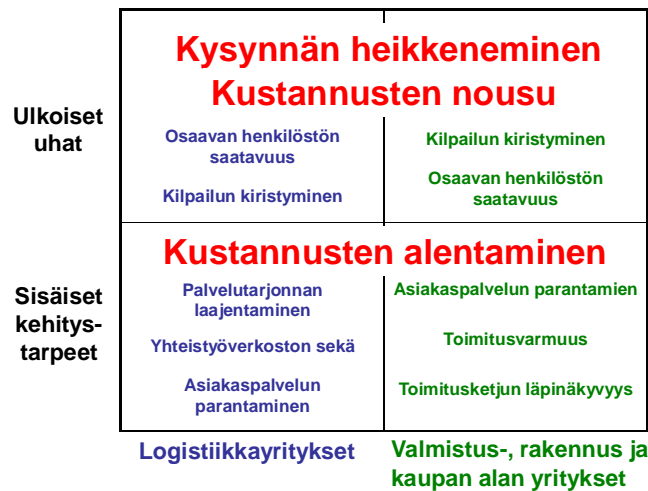 Kysynnän heikkeneminen
Kustannusten nousu
Ulkoiset
uhat
Osaavan henkilöstön
saatavuus
Kilpailun kiristyminen
Kilpailun kiristyminen
Osaavan henkilöstön
saatavuus
Kustannusten alentaminen
Sisäiset
kehitys-
tarpeet
Palvelutarjonnan
laajentaminen
Yhteistyöverkoston sekä
Asiakaspalvelun
parantaminen
Asiakaspalvelun parantamien
Toimitusvarmuus
Toimitusketjun läpinäkyvyys
Logistiikkayritykset
Valmistus-, rakennus ja
kaupan alan yritykset